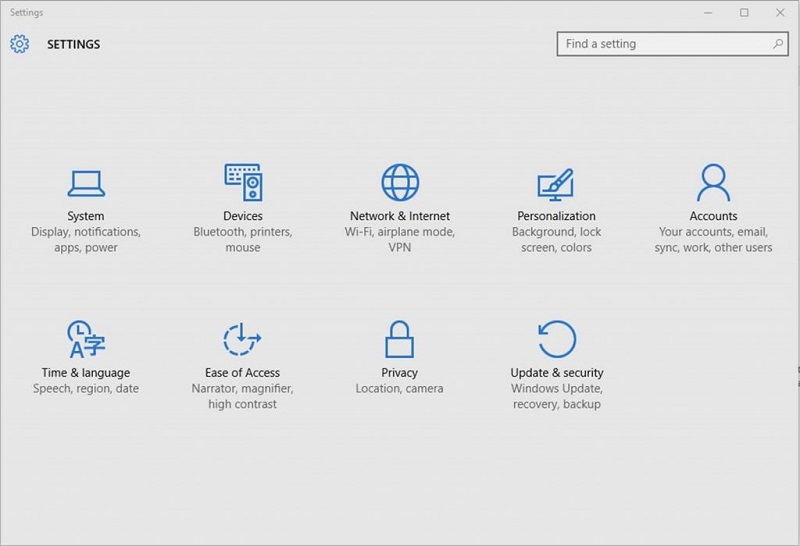 Settings
SETTINGS
Find a setting
System
Display, notifications,
apps, power
Devices
Bluetooth, printers,
mouse
Network & Internet
Wi-Fi, airplane mode,
VPN
Personalization
Background, lock
screen, colors
Accounts
Your accounts, email,
sync, work, other users
Time & language
Speech, region, date
Ease of Access
Narrator, magnifier,
high contrast
Privacy
Location, camera
Update & security
Windows Update,
recovery, backup